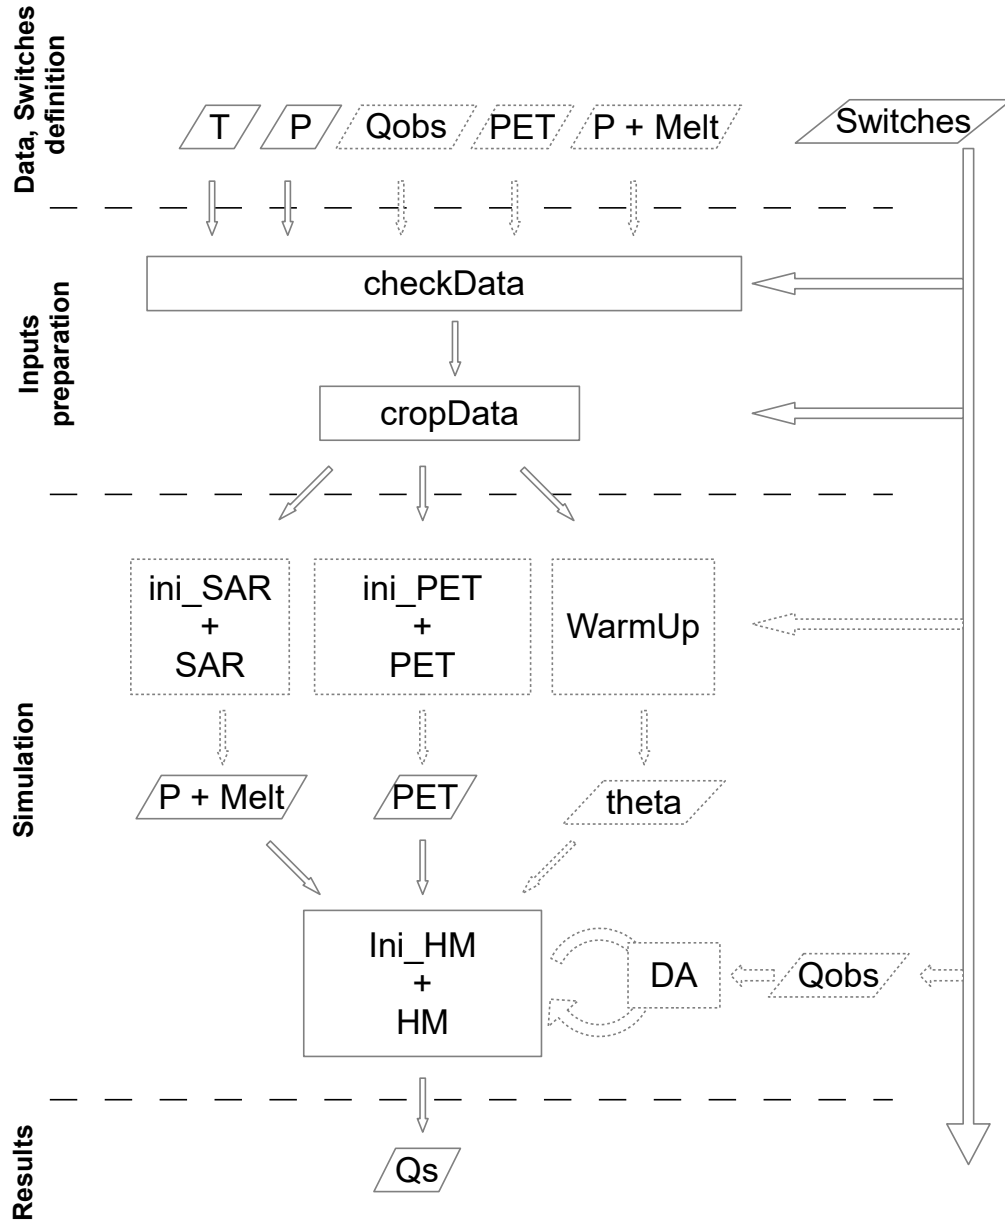 Data, Switches
definition
T
P
Qobs
PET
P + Melt
Switches
Inputs
preparation
checkData
cropData
Simulation
ini_SAR
+
SAR
ini_PET
+
PET
WarmUp
P + Melt
PET
theta
Ini_HM
+
HM
DA
Qobs
Results
Qs